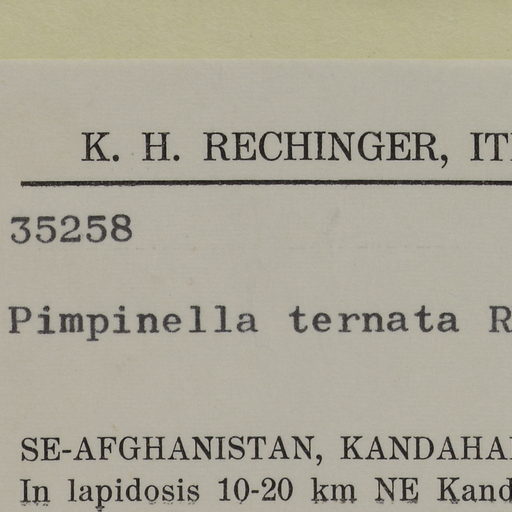 K. H. RECHINGER, IT
35258
Pimpinella ternata R
SE-AFGHANISTAN, KANDAHA
In lapidosis 10-20 km NE Kand